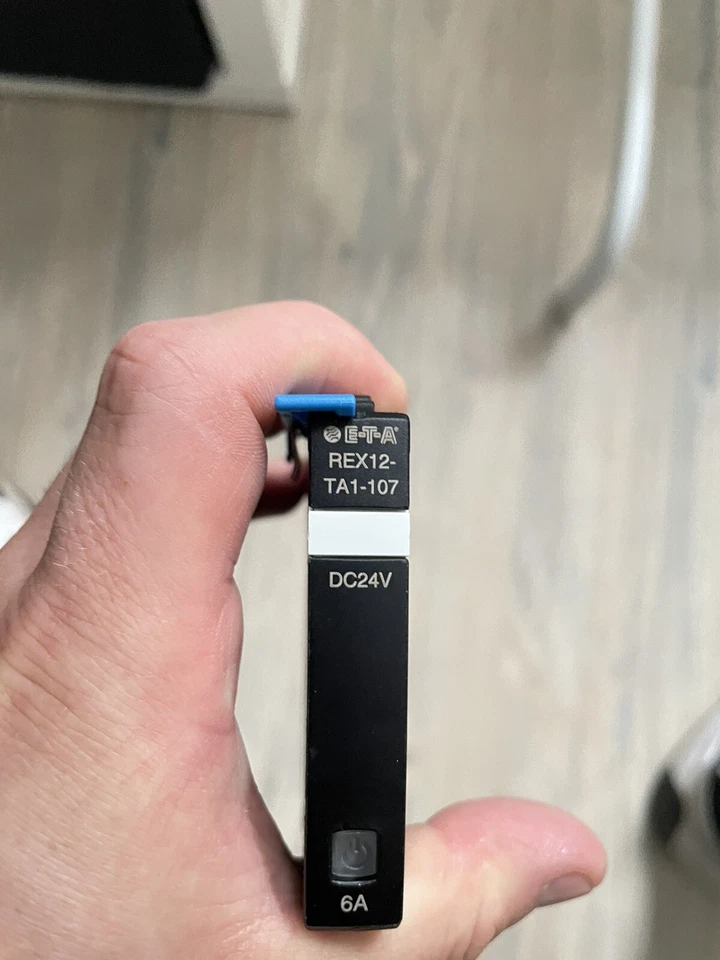 E-T-A®
REX12-
TA1-107
DC24V
6A